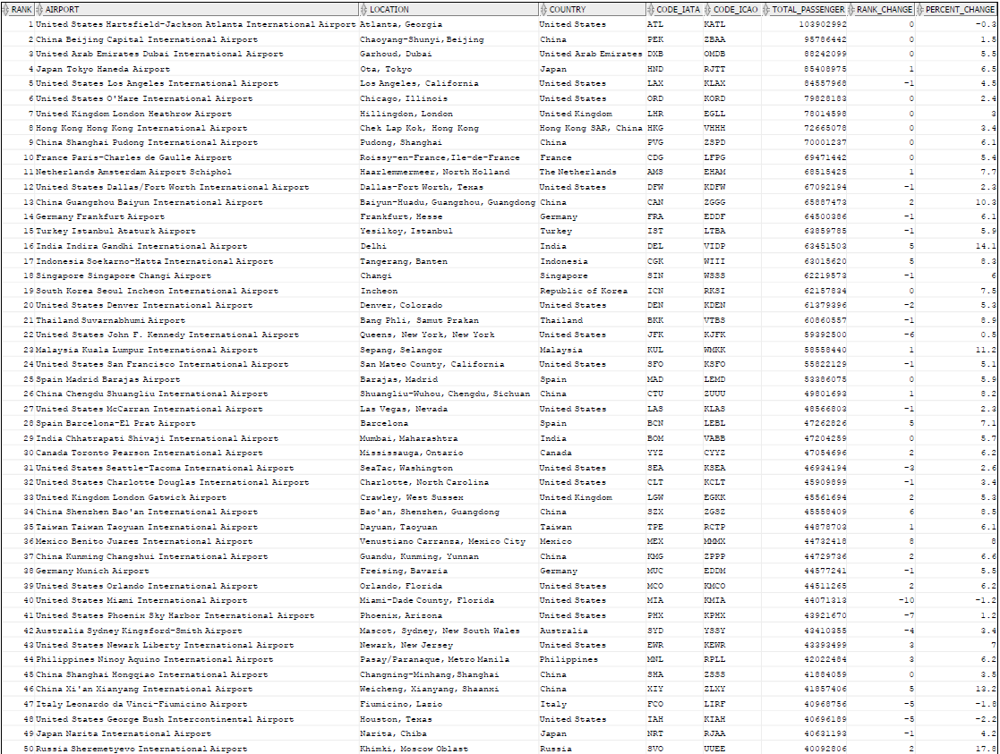 RANK AIRPORT LOCATION COUNTRY CODE_IATA CODE_ICAO TOTAL_PASSENGER RANK_CHANGE PERCENT_CHANGE
1 United States Hartsfield-Jackson Atlanta International Airport Atlanta, Georgia United States ATL KATL 103902992 0 -0.3
2 China Beijing Capital International Airport Chaoyang-Shunyi, Beijing China PEK ZBAA 95786442 0 1.5
3 United Arab Emirates Dubai International Airport Garhoud, Dubai United Arab Emirates DXB OMDB 88242099 0 5.5
4 Japan Tokyo Haneda Airport Ota, Tokyo Japan HND RJTT 85408975 1 6.5
5 United States Los Angeles International Airport Los Angeles, California United States LAX KLAX 84557968 -1 4.5
6 United States O'Hare International Airport Chicago, Illinois United States ORD KORD 79828183 0 2.4
7 United Kingdom London Heathrow Airport Hillingdon, London United Kingdom LHR EGLL 78014598 0 3
8 Hong Kong Hong Kong International Airport Chek Lap Kok, Hong Kong Hong Kong SAR, China HKG VHHH 72665078 0 3.4
9 China Shanghai Pudong International Airport Pudong, Shanghai China PVG ZSPD 70001237 0 6.1
10 France Paris-Charles de Gaulle Airport Roissy-en-France,Ile-de-France France CDG LFPG 69471442 0 5.4
11 Netherlands Amsterdam Airport Schiphol Haarlemmermeer, North Holland The Netherlands AMS EHAM 68515425 1 7.7
12 United States Dallas/Fort Worth International Airport Dallas-Fort Worth, Texas United States DFW KDFW 67092194 -1 2.3
13 China Guangzhou Baiyun International Airport Baiyun-Huadu, Guangzhou, Guangdong China CAN ZGGG 65887473 2 10.3
14 Germany Frankfurt Airport Frankfurt, Hesse Germany FRA EDDF 64500386 -1 6.1
15 Turkey Istanbul Ataturk Airport Yesilkoy, Istanbul Turkey IST LTBA 63859785 -1 5.9
16 India Indira Gandhi International Airport Delhi India DEL VIDP 63451503 5 14.1
17 Indonesia Soekarno-Hatta International Airport Tangerang, Banten Indonesia CGK WIII 63015620 5 8.3
18 Singapore Singapore Changi Airport Changi Singapore SIN WSSS 62219573 -1 6
19 South Korea Seoul Incheon International Airport Incheon Republic of Korea ICN RKSI 62157834 0 7.5
20 United States Denver International Airport Denver, Colorado United States DEN KDEN 61379396 -2 5.3
21 Thailand Suvarnabhumi Airport Bang Phli, Samut Prakan Thailand BKK VTBS 60860557 -1 8.9
22 United States John F. Kennedy International Airport Queens, New York, New York United States JFK KJFK 59392500 -6 0.5
23 Malaysia Kuala Lumpur International Airport Sepang, Selangor Malaysia KUL WMKK 58558440 1 11.2
24 United States San Francisco International Airport San Mateo County, California United States SFO KSFO 55822129 -1 5.1
25 Spain Madrid Barajas Airport Barajas, Madrid Spain MAD LEMD 53386075 0 5.9
26 China Chengdu Shuangliu International Airport Shuangliu-Wuhou, Chengdu, Sichuan China CTU ZUUU 49801693 1 8.2
27 United States McCarran International Airport Las Vegas, Nevada United States LAS KLAS 48566803 -1 2.3
28 Spain Barcelona-El Prat Airport Barcelona Spain BCN LEBL 47262826 5 7.1
29 India Chhatrapati Shivaji International Airport Mumbai, Maharashtra India BOM VABB 47204259 0 5.7
30 Canada Toronto Pearson International Airport Mississauga, Ontario Canada YYZ CYYZ 47054696 2 6.2
31 United States Seattle-Tacoma International Airport SeaTac, Washington United States SEA KSEA 46934194 -3 2.6
32 United States Charlotte Douglas International Airport Charlotte, North Carolina United States CLT KCLT 45909899 -1 3.4
33 United Kingdom London Gatwick Airport Crawley, West Sussex United Kingdom LGW EGKK 45561694 2 5.3
34 China Shenzhen Bao'an International Airport Bao'an, Shenzhen, Guangdong China SZX ZGSZ 45558409 6 8.5
35 Taiwan Taiwan Taoyuan International Airport Dayuan, Taoyuan Taiwan TPE RCTP 44878703 1 6.1
36 Mexico Benito Juarez International Airport Venustiano Carranza, Mexico City Mexico MEX MMMX 44732418 8 8
37 China Kunming Changshui International Airport Guandu, Kunming, Yunnan China KMG ZPPP 44729736 2 6.6
38 Germany Munich Airport Freising, Bavaria Germany MUC EDDM 44577241 -1 5.5
39 United States Orlando International Airport Orlando, Florida United States MCO KMCO 44511265 2 6.2
40 United States Miami International Airport Miami-Dade County, Florida United States MIA KMIA 44071313 -10 -1.2
41 United States Phoenix Sky Harbor International Airport Phoenix, Arizona United States PHX KPHX 43921670 -7 1.2
42 Australia Sydney Kingsford-Smith Airport Mascot, Sydney, New South Wales Australia SYD YSSY 43410355 -4 3.4
43 United States Newark Liberty International Airport Newark, New Jersey United States EWR KEWR 43393499 3 7
44 Philippines Ninoy Aquino International Airport Pasay/Paranaque, Metro Manila Philippines MNL RPLL 42022484 3 6.2
45 China Shanghai Hongqiao International Airport Changning-Minhang,Shanghai China SHA ZSSS 41884059 0 3.5
46 China Xi'an Xianyang International Airport Weicheng, Xianyang, Shaanxi China XIY ZLXY 41857406 5 13.2
47 Italy Leonardo da Vinci-Fiumicino Airport Fiumicino, Lazio Italy FCO LIRF 40968756 -5 -1.8
48 United States George Bush Intercontinental Airport Houston, Texas United States IAH KIAH 40696189 -5 -2.2
49 Japan Narita International Airport Narita, Chiba Japan NRT RJAA 40631193 -1 4.2
50 Russia Sheremetyevo International Airport Khimki, Moscow Oblast Russia SVO UUEE 40092806 2 17.8